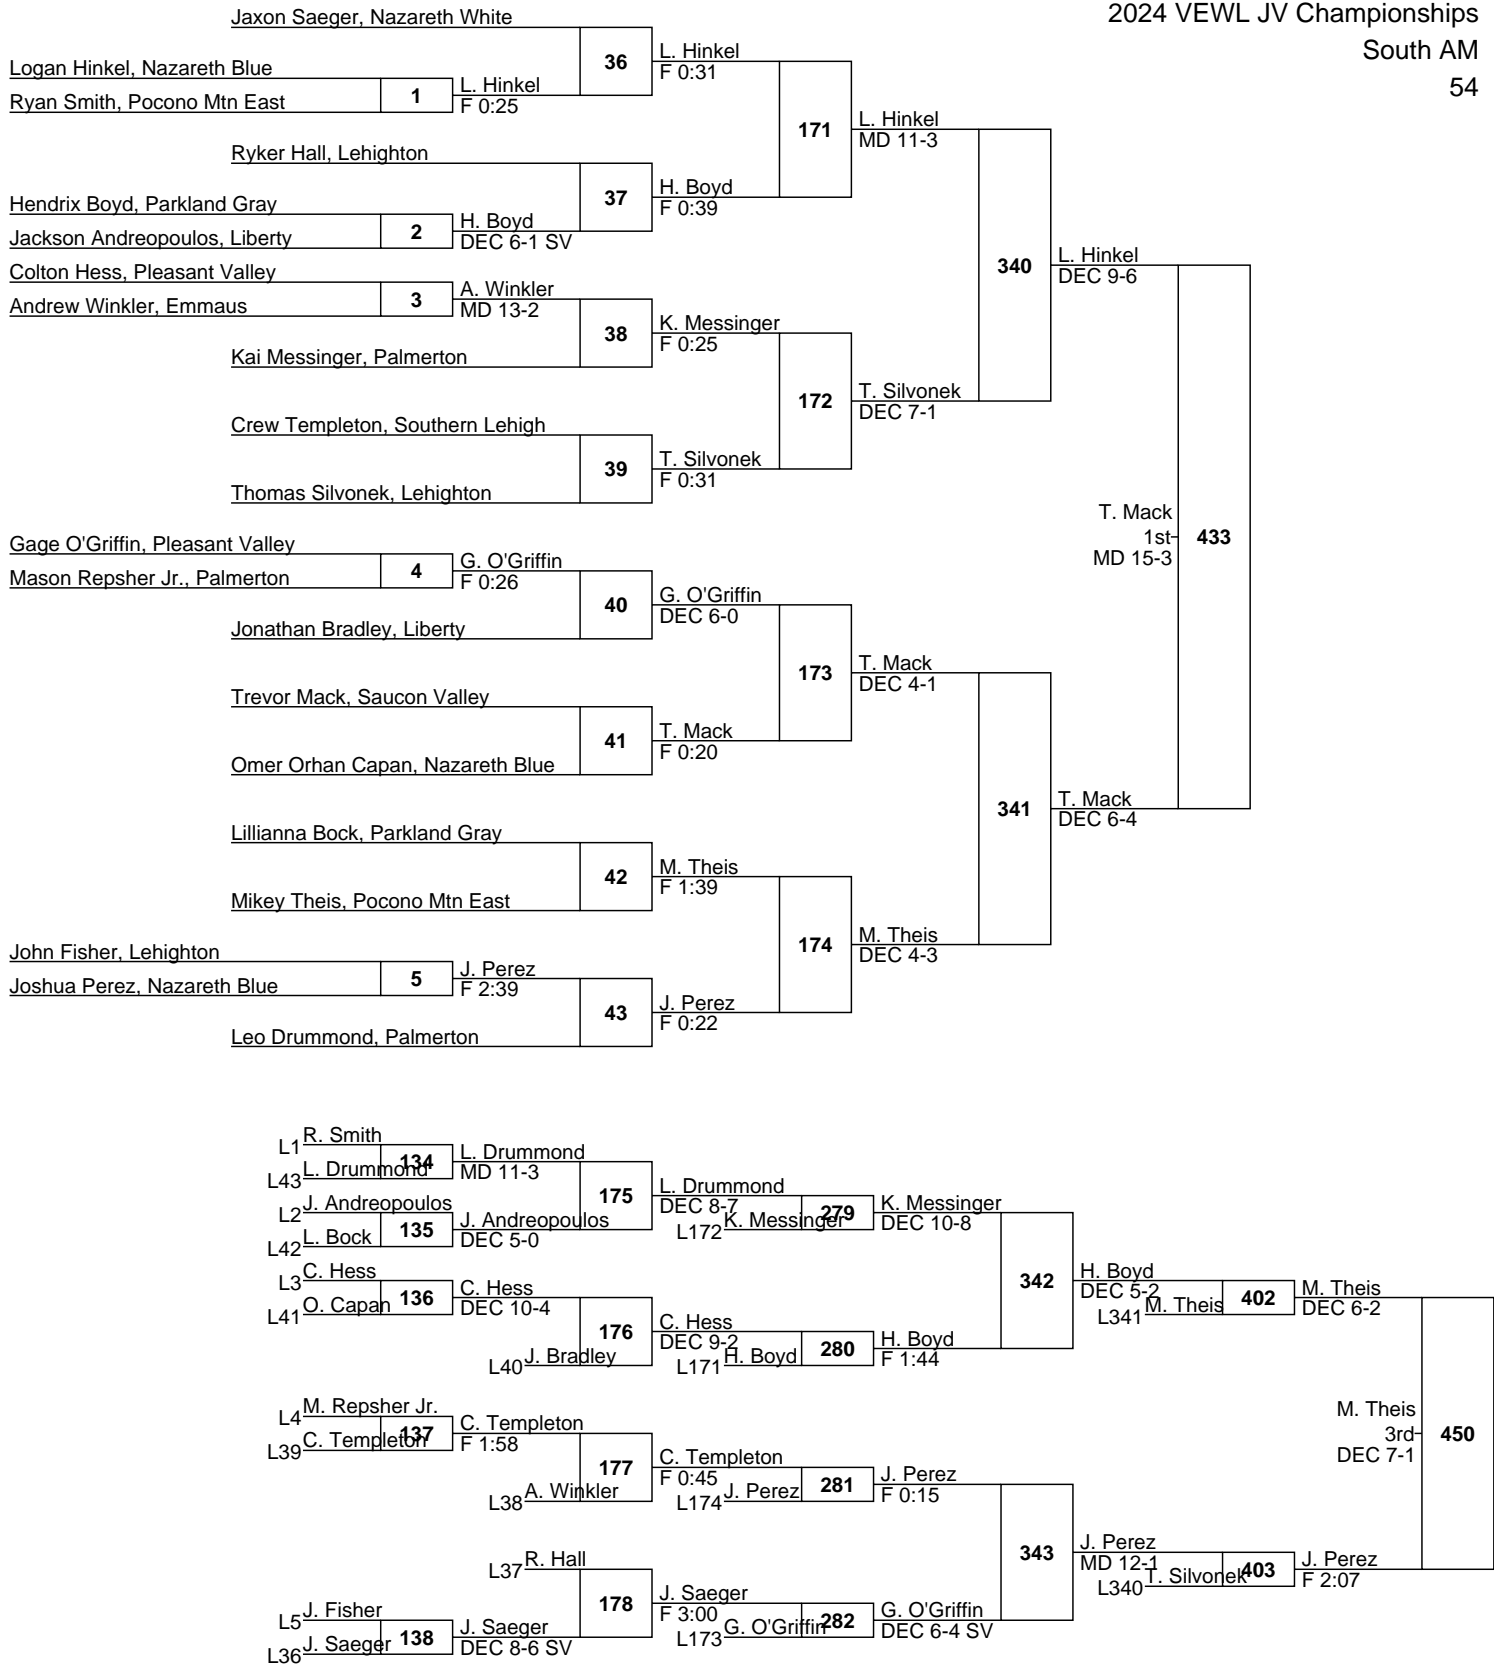 2024 VEWL JV Championships
South AM
54
Jaxon Saeger, Nazareth White
36
L. Hinkel
F 0:31
Logan Hinkel, Nazareth Blue
1
L. Hinkel
F 0:25
Ryan Smith, Pocono Mtn East
171
L. Hinkel
MD 11-3
Ryker Hall, Lehighton
37
H. Boyd
F 0:39
Hendrix Boyd, Parkland Gray
2
H. Boyd
DEC 6-1 SV
Jackson Andreopoulos, Liberty
340
L. Hinkel
DEC 9-6
Colton Hess, Pleasant Valley
3
A. Winkler
MD 13-2
Andrew Winkler, Emmaus
38
K. Messinger
F 0:25
Kai Messinger, Palmerton
172
T. Silvonek
DEC 7-1
Crew Templeton, Southern Lehigh
39
T. Silvonek
F 0:31
Thomas Silvonek, Lehighton
T. Mack
1st
MD 15-3
433
Gage O'Griffin, Pleasant Valley
4
G. O'Griffin
F 0:26
Mason Repsher Jr., Palmerton
40
G. O'Griffin
DEC 6-0
Jonathan Bradley, Liberty
173
T. Mack
DEC 4-1
Trevor Mack, Saucon Valley
41
T. Mack
F 0:20
Omer Orhan Capan, Nazareth Blue
341
T. Mack
DEC 6-4
Lillianna Bock, Parkland Gray
42
M. Theis
F 1:39
Mikey Theis, Pocono Mtn East
174
M. Theis
DEC 4-3
John Fisher, Lehighton
5
J. Perez
F 2:39
Joshua Perez, Nazareth Blue
43
J. Perez
F 0:22
Leo Drummond, Palmerton
L1 R. Smith
134
L. Drummond
MD 11-3
L43 L. Drummond
175
L. Drummond
DEC 8-7
L2 J. Andreopoulos
135
J. Andreopoulos
DEC 5-0
L42 L. Bock
L172 K. Messinger
279
K. Messinger
DEC 10-8
L3 C. Hess
136
C. Hess
DEC 10-4
L41 O. Capan
342
H. Boyd
DEC 5-2
L341 M. Theis
402
M. Theis
DEC 6-2
176
C. Hess
DEC 9-2
L40 J. Bradley
L171 H. Boyd
280
H. Boyd
F 1:44
L4 M. Repsher Jr.
137
C. Templeton
F 1:58
L39 C. Templeton
M. Theis
3rd
DEC 7-1
450
177
C. Templeton
F 0:45
L38 A. Winkler
L174 J. Perez
281
J. Perez
F 0:15
343
J. Perez
MD 12-1
L340 T. Silvonek
403
J. Perez
F 2:07
L37 R. Hall
178
J. Saeger
F 3:00
L173 G. O'Griffin
282
G. O'Griffin
DEC 6-4 SV
L5 J. Fisher
138
J. Saeger
DEC 8-6 SV
L36 J. Saeger